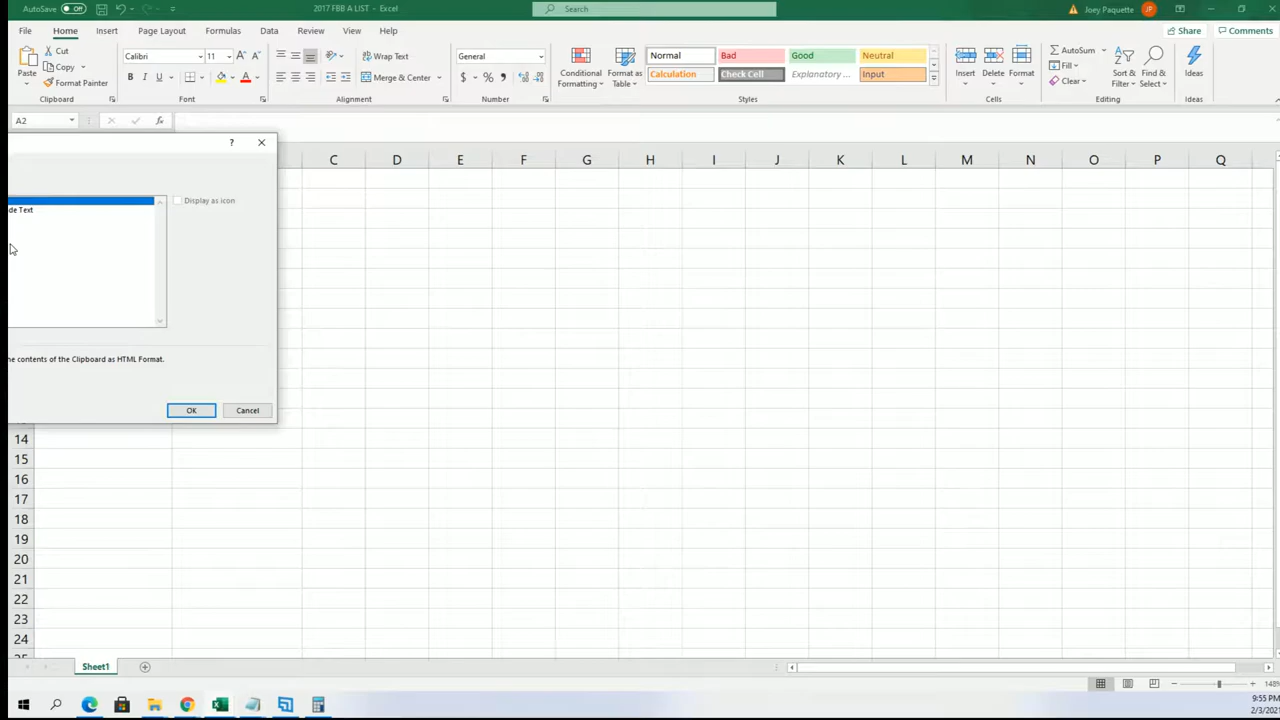 AutoSave Off 2017 FBB A LIST - Excel Search Joey Paquette JP
File Home Insert Page Layout Formulas Data Review View Help Share Comments
Paste Cut Copy Format Painter Clipboard
Calibri 11 A^ A˅ B I U A Font
Wrap Text Merge & Center Alignment
General $ % , Number
Conditional Formatting Format as Table Normal Bad Good Neutral
Calculation Check Cell Explanatory ... Input Styles
Insert Delete Format Cells
AutoSum Fill Clear Sort & Filter Find & Select Editing
Ideas Ideas
A2 fx
? ×
C D E F G H I J K L M N O P Q
Display as icon
de Text
he contents of the Clipboard as HTML Format.
OK Cancel
14
15
16
17
18
19
20
21
22
23
24
Sheet1
148%
9:55 PM
2/3/2021